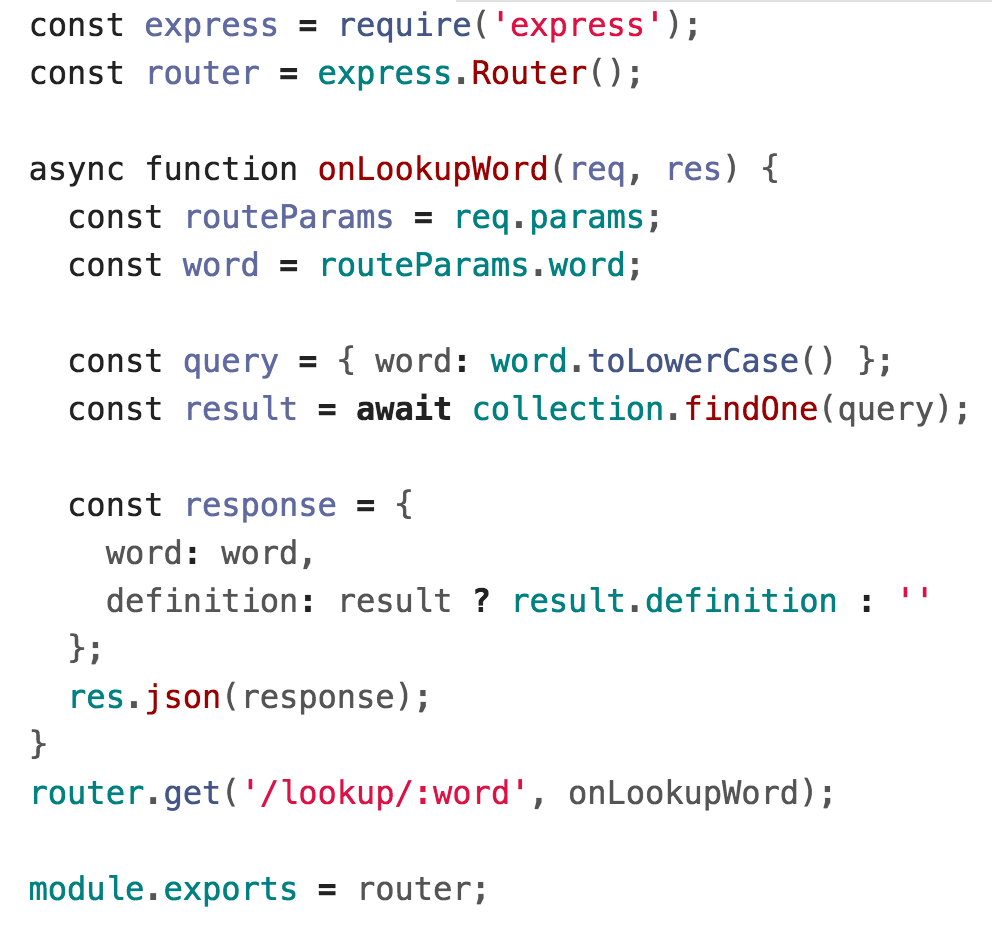 const express = require('express');
const router = express.Router();

async function onLookupWord(req, res) {
  const routeParams = req.params;
  const word = routeParams.word;

  const query = { word: word.toLowerCase() };
  const result = await collection.findOne(query);

  const response = {
    word: word,
    definition: result ? result.definition : ''
  };
  res.json(response);
}
router.get('/lookup/:word', onLookupWord);

module.exports = router;